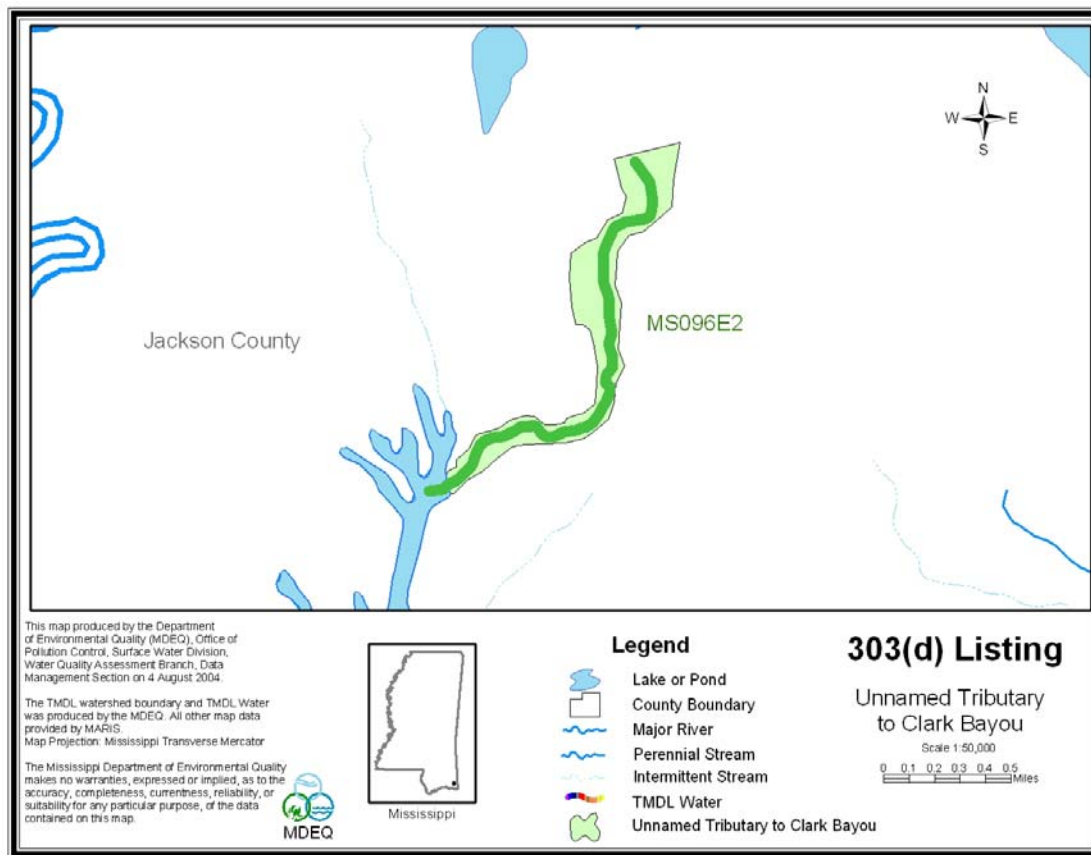 N
W E
S
MS096E2
Jackson County
This map produced by the Department
of Environmental Quality (MDEQ), Office of
Pollution Control, Surface Water Division,
Water Quality Assessment Branch, Data
Management Section on 4 August 2004.
The TMDL watershed boundary and TMDL Water
was produced by the MDEQ. All other map data
provided by MARIS.
Map Projection: Mississippi Transverse Mercator
The Mississippi Department of Environmental Quality
makes no warranties, expressed or implied, as to the
accuracy, completeness, currentness, reliability, or
suitability for any particular purpose, of the data
contained on this map.
MDEQ
Mississippi
Legend
Lake or Pond
County Boundary
Major River
Perennial Stream
Intermittent Stream
TMDL Water
Unnamed Tributary to Clark Bayou
303(d) Listing
Unnamed Tributary
to Clark Bayou
Scale 1:50,000
0 0.1 0.2 0.3 0.4 0.5
Miles